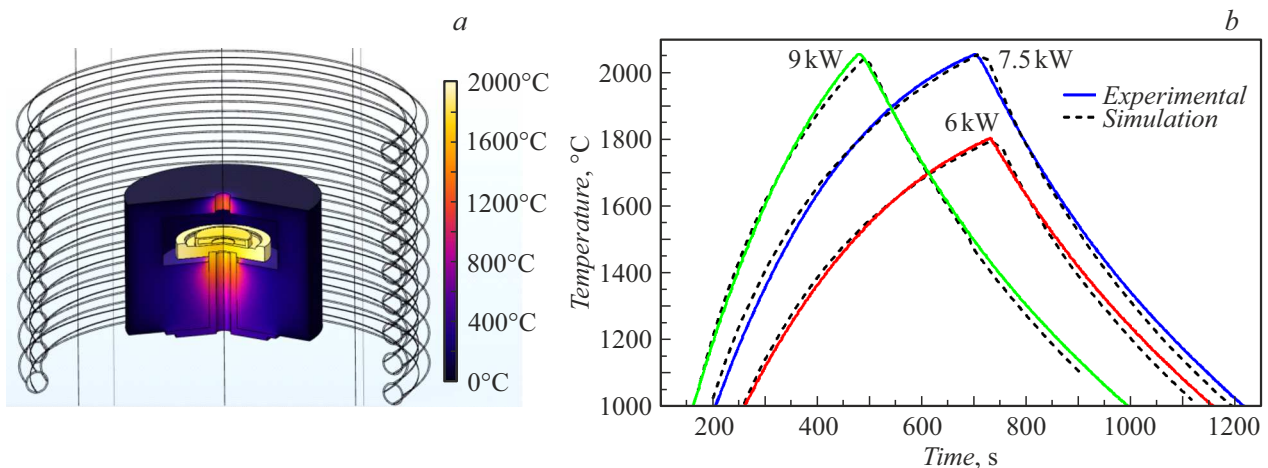 a
2000°C
1600°C
1200°C
800°C
400°C
0°C
b
9 kW
7.5 kW
6 kW
Experimental
Simulation
Temperature, °C
2000
1800
1600
1400
1200
1000
200
400
600
800
1000
1200
Time, s